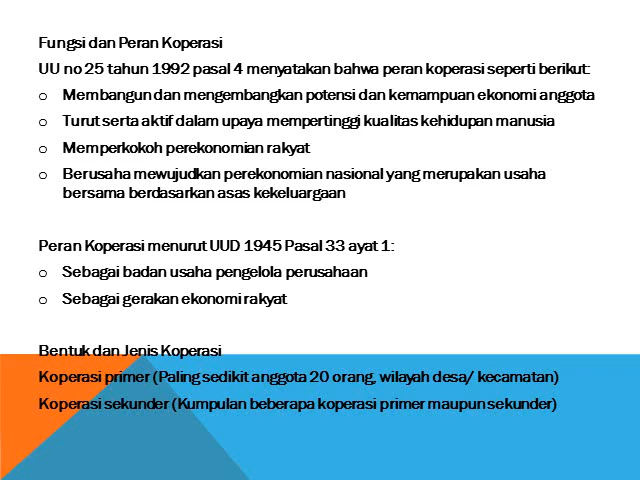 Fungsi dan Peran Koperasi
UU no 25 tahun 1992 pasal 4 menyatakan bahwa peran koperasi seperti berikut:
o Membangun dan mengembangkan potensi dan kemampuan ekonomi anggota
o Turut serta aktif dalam upaya mempertinggi kualitas kehidupan manusia
o Memperkokoh perekonomian rakyat
o Berusaha mewujudkan perekonomian nasional yang merupakan usaha
bersama berdasarkan asas kekeluargaan
Peran Koperasi menurut UUD 1945 Pasal 33 ayat 1:
o Sebagai badan usaha pengelola perusahaan
o Sebagai gerakan ekonomi rakyat
Bentuk dan Jenis Koperasi
Koperasi primer (Paling sedikit anggota 20 orang, wilayah desa/ kecamatan)
Koperasi sekunder (Kumpulan beberapa koperasi primer maupun sekunder)